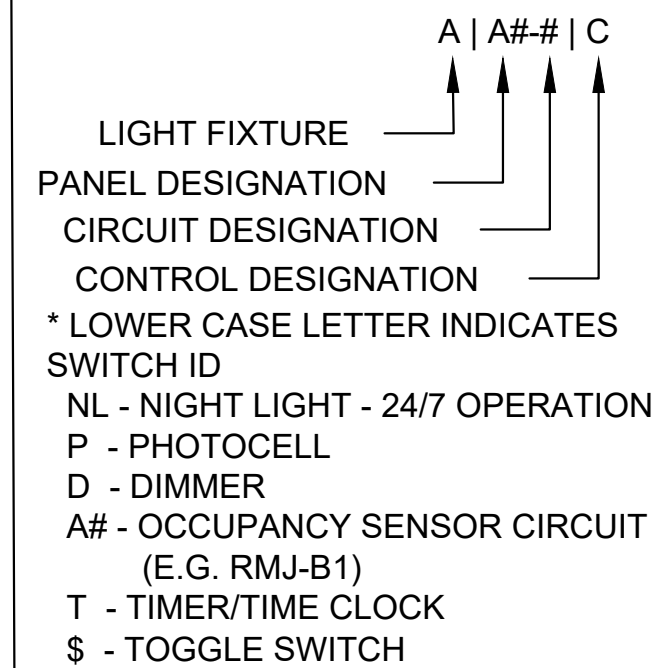 A | A#-# | C
LIGHT FIXTURE
PANEL DESIGNATION
CIRCUIT DESIGNATION
CONTROL DESIGNATION
* LOWER CASE LETTER INDICATES
SWITCH ID
NL - NIGHT LIGHT - 24/7 OPERATION
P - PHOTOCELL
D - DIMMER
A# - OCCUPANCY SENSOR CIRCUIT
(E.G. RMJ-B1)
T - TIMER/TIME CLOCK
$ - TOGGLE SWITCH